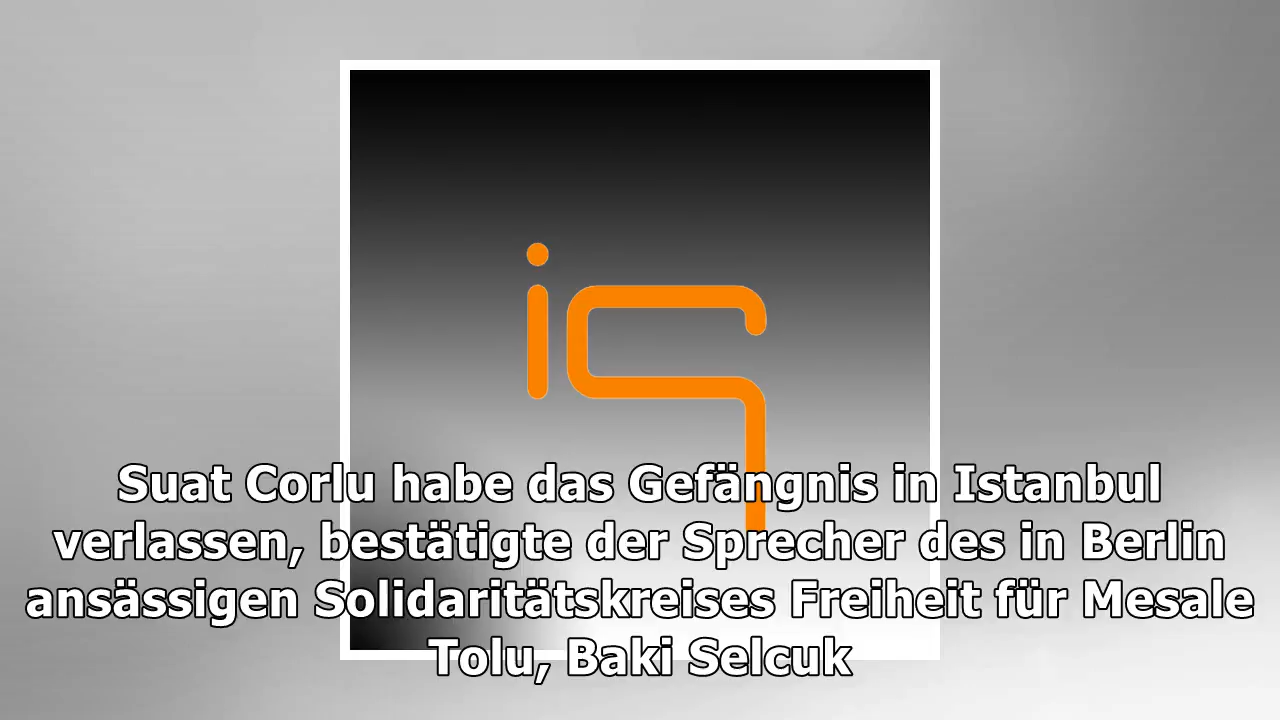 Suat Corlu habe das Gefängnis in Istanbul
verlassen, bestätigte der Sprecher des in Berlin
ansässigen Solidaritätskreises Freiheit für Mesale
Tolu, Baki Selcuk